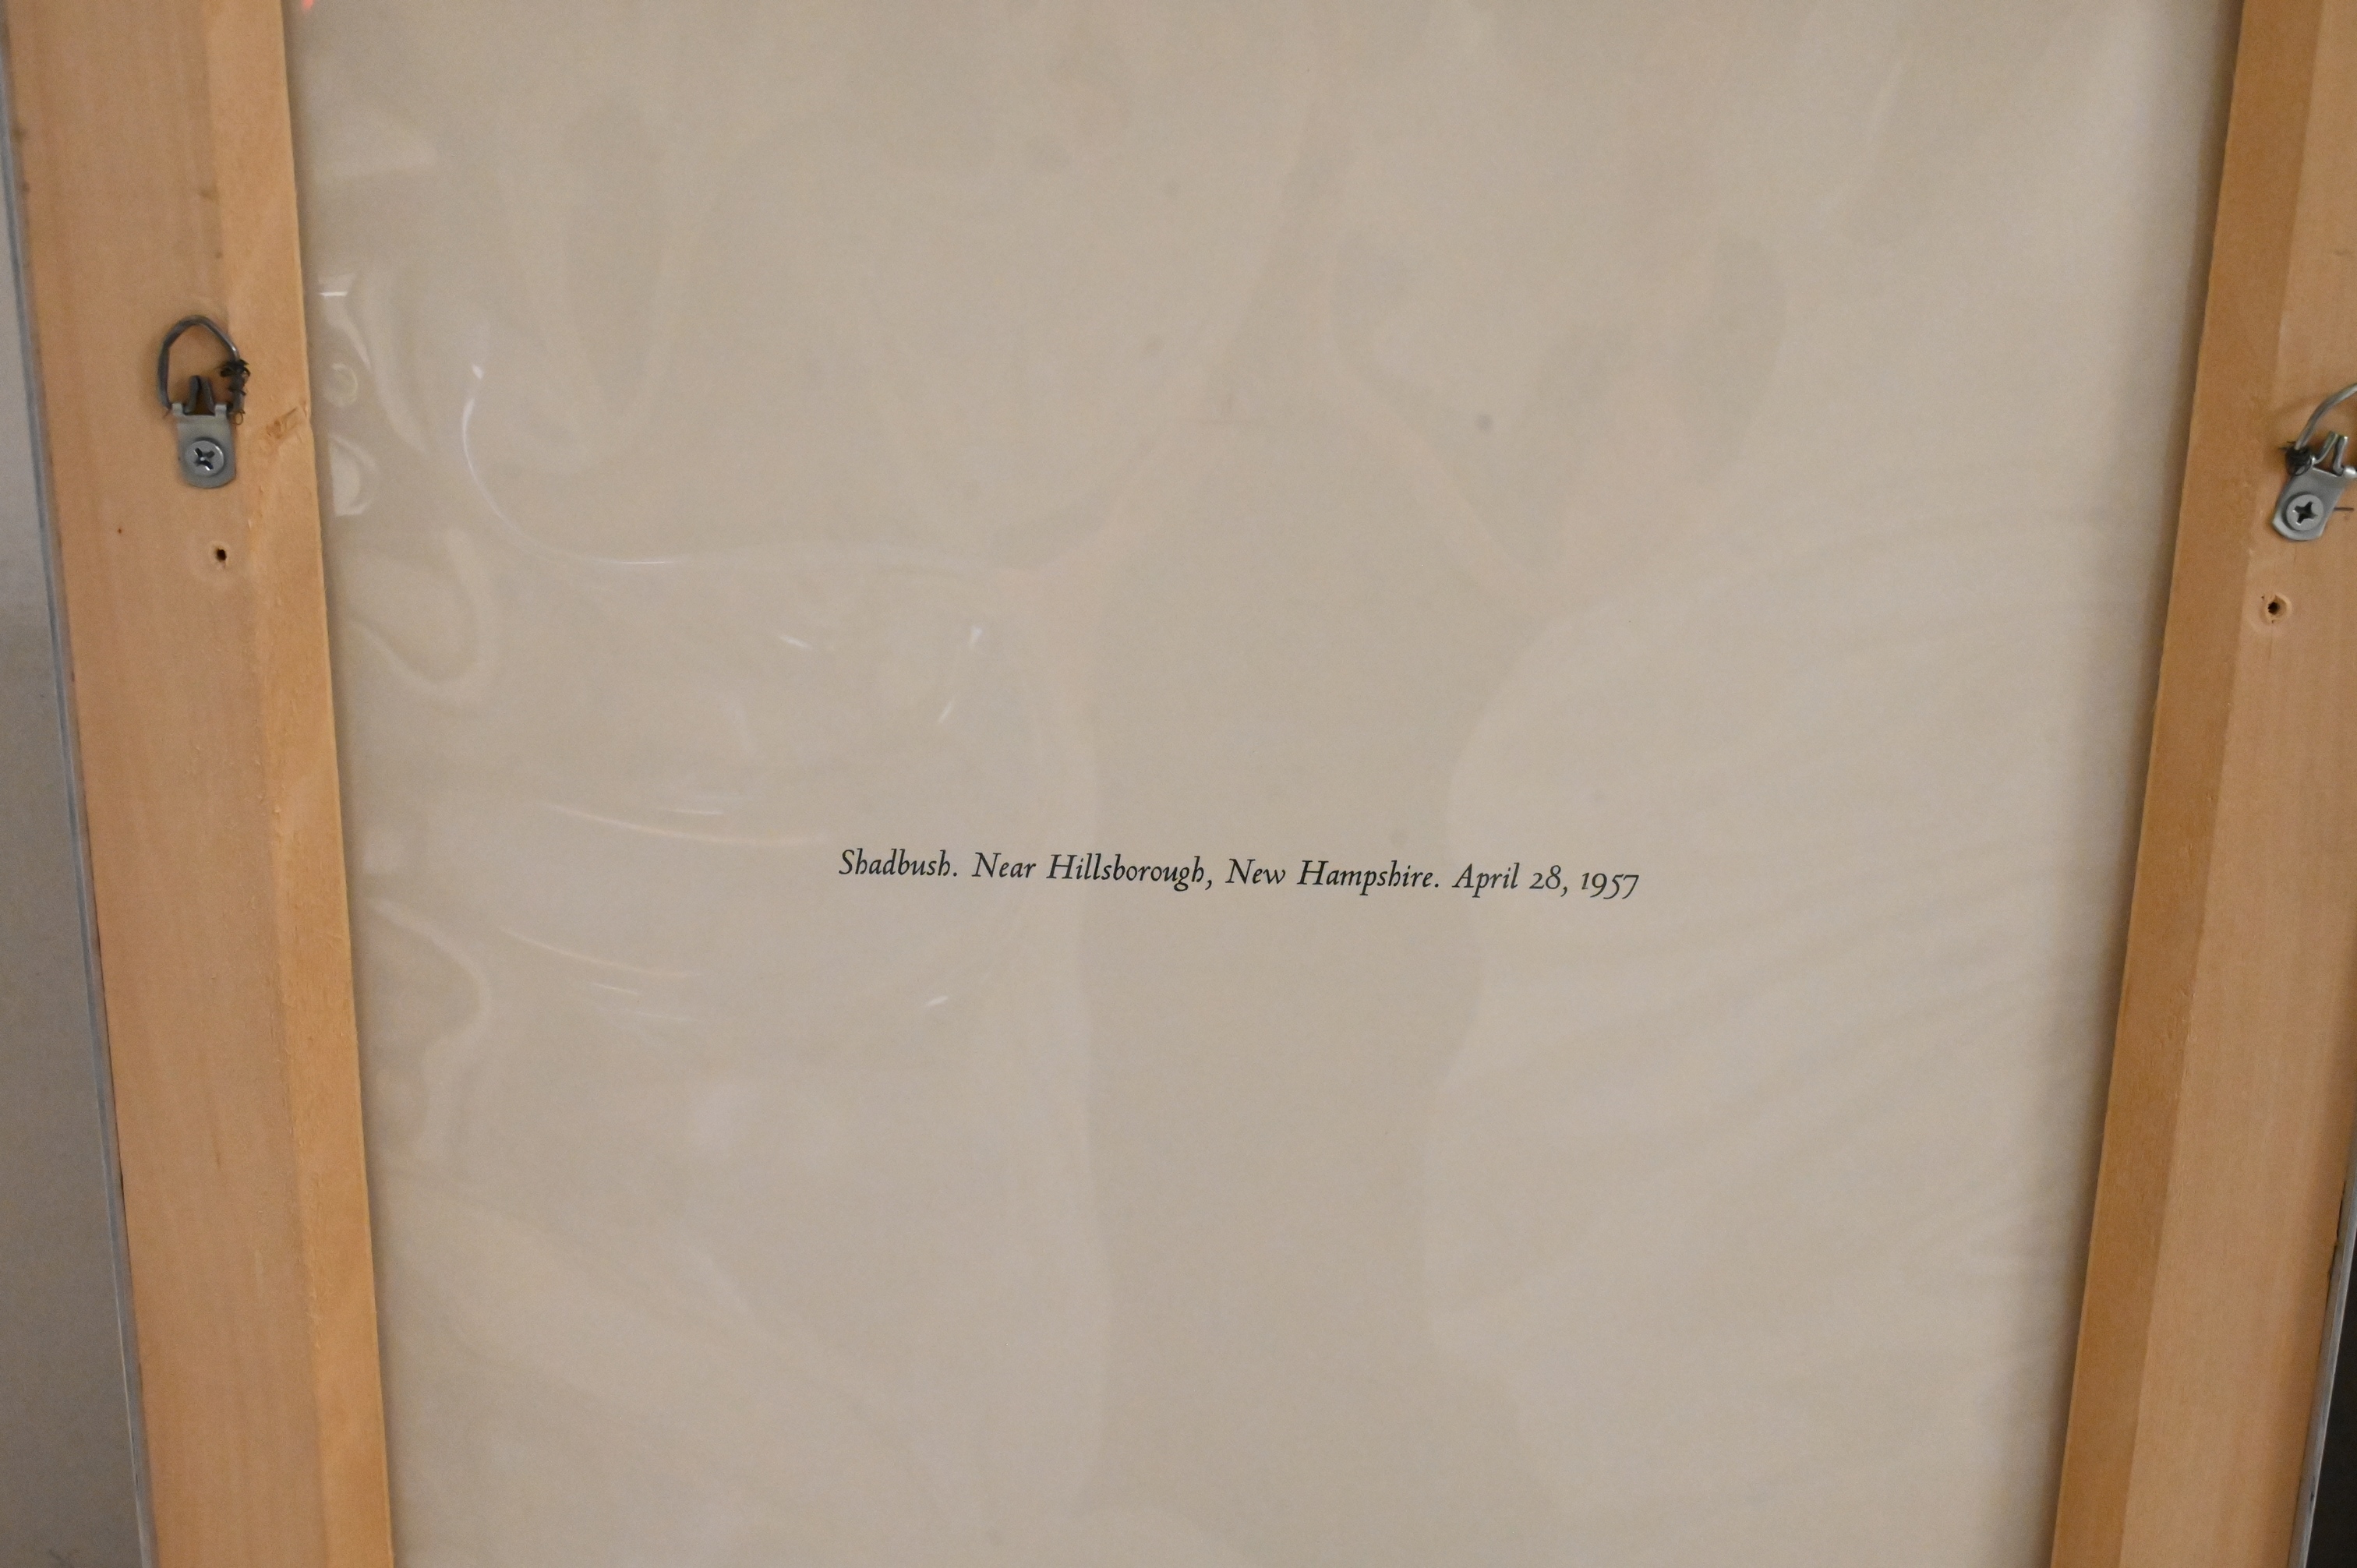 Shadbush. Near Hillsborough, New Hampshire. April 28, 1957